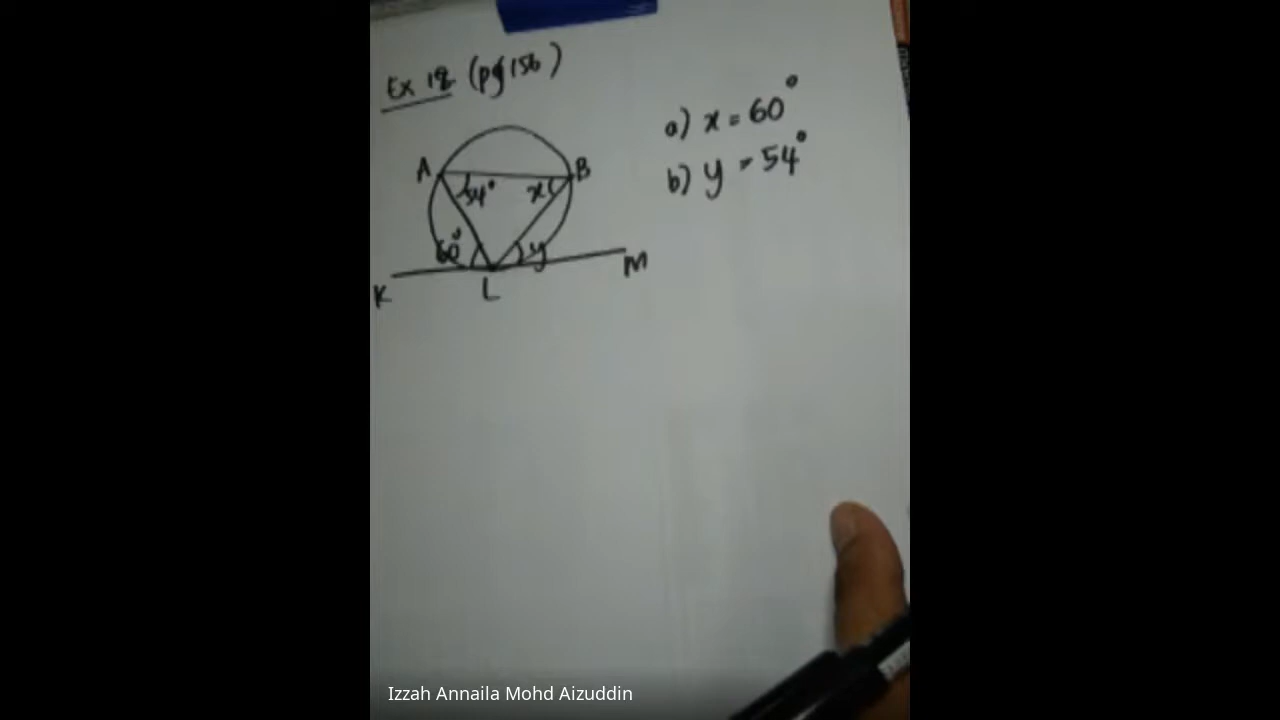 Ex 18 (pg 156)
a) x = 60°
b) y = 54°
A
B
54°
x
60°
y
K
L
M
Izzah Annaila Mohd Aizuddin